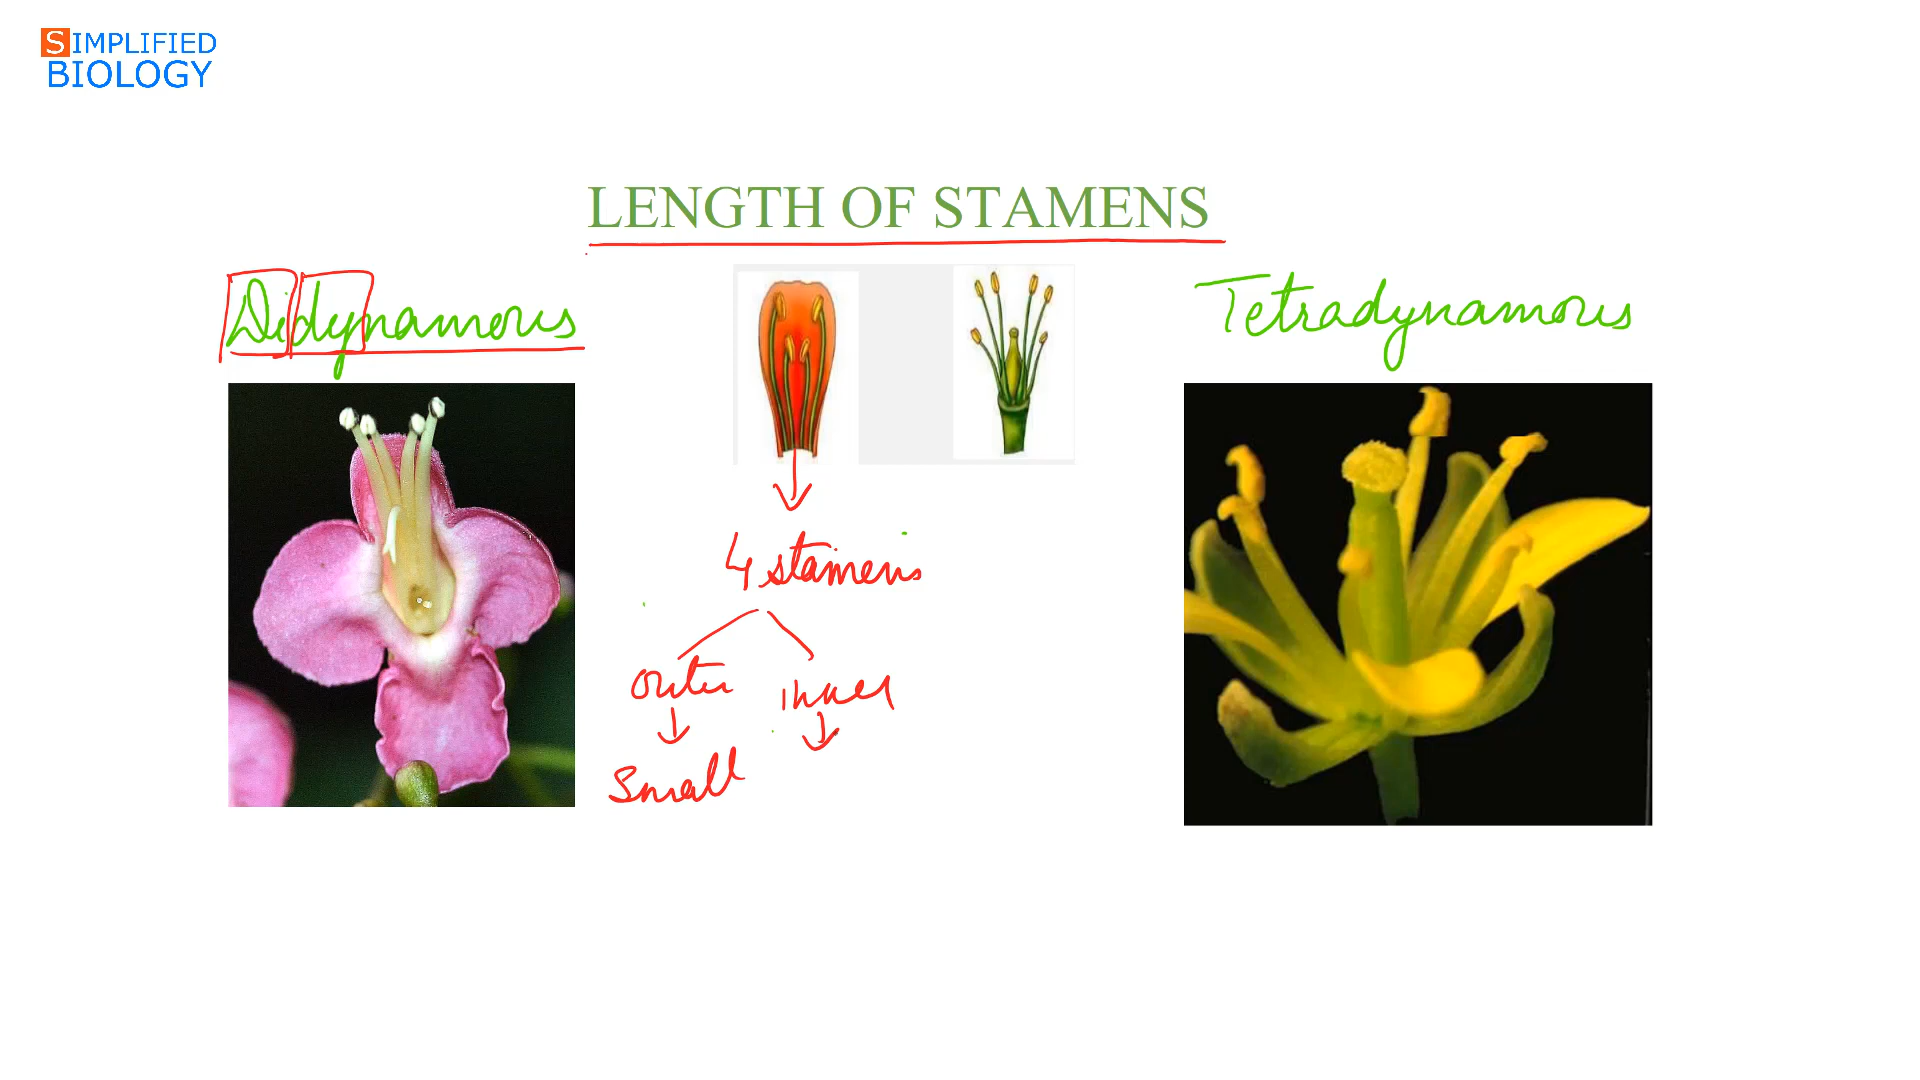 SIMPLIFIED
BIOLOGY
LENGTH OF STAMENS
Didynamous
Tetradynamous
4 stamens
outer inner
small